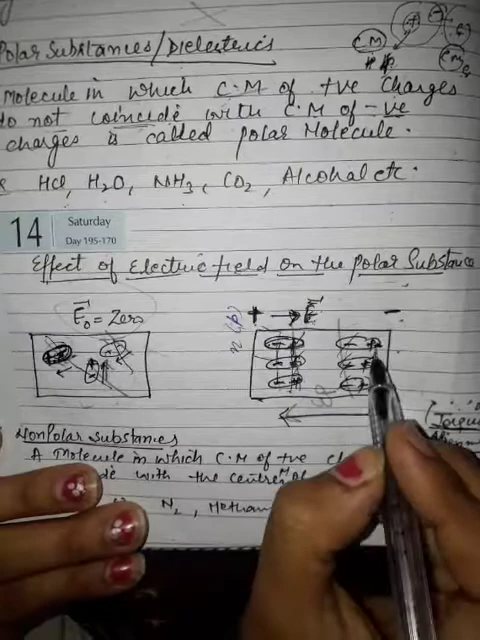 Polar Substances/Dielectrics
CM
Molecule in which C.M of +ve charges
do not coincide with C.M of -ve
charges is called polar Molecule.
HCl, H2O, NH3, CO2, Alcohal etc.
14 Saturday
Day 195-170
Effect of Electric field on the Polar Substance
E⃗0 = Zero
+ → -
NonPolar Substances
A Molecule in which C.M of +ve
with the centre of
N2, Methan